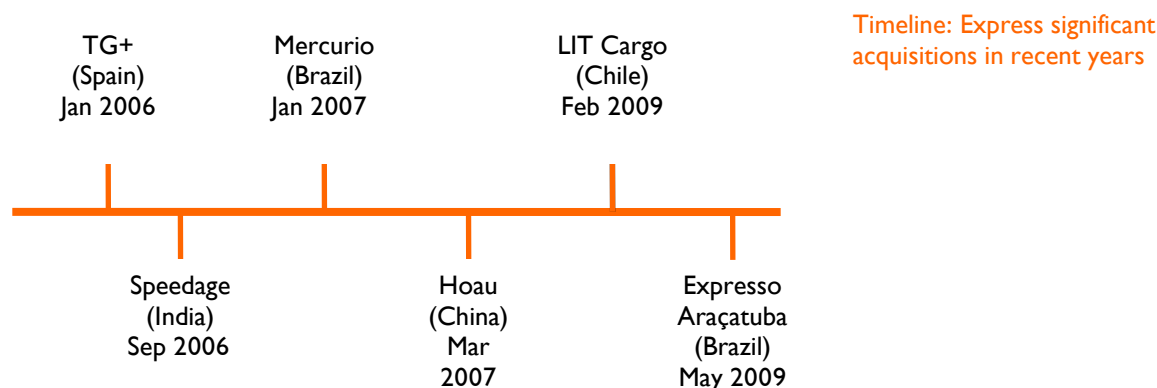 TG+
(Spain)
Jan 2006
Mercurio
(Brazil)
Jan 2007
LIT Cargo
(Chile)
Feb 2009
Timeline: Express significant
acquisitions in recent years
Speedage
(India)
Sep 2006
Hoau
(China)
Mar
2007
Expresso
Araçatuba
(Brazil)
May 2009